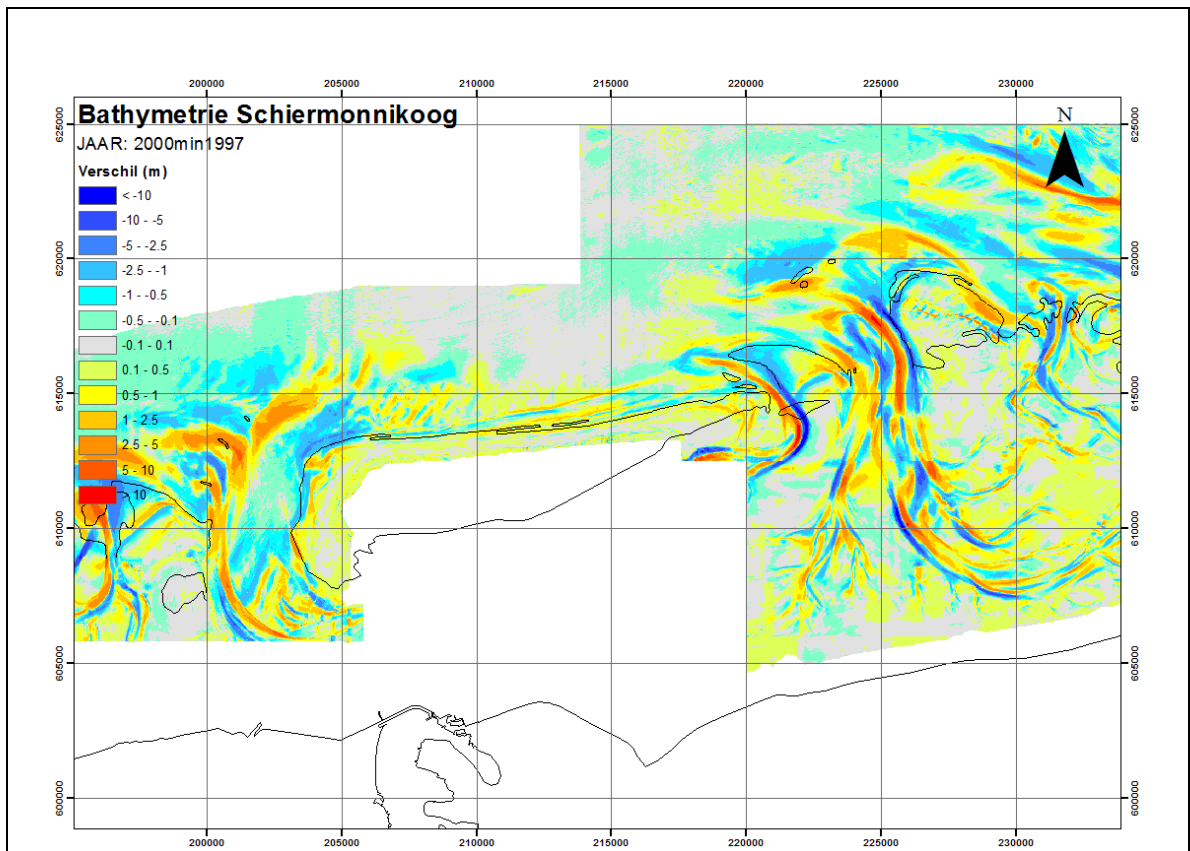 200000 205000 210000 215000 220000 225000 230000
Bathymetrie Schiermonnikoog
JAAR: 2000min1997
Verschil (m)
< -10
-10 - -5
-5 - -2.5
-2.5 - -1
-1 - -0.5
-0.5 - -0.1
-0.1 - 0.1
0.1 - 0.5
0.5 - 1
1 - 2.5
2.5 - 5
5 - 10
> 10
N
625000 625000
620000 620000
615000 615000
610000 610000
605000 605000
600000 600000
200000 205000 210000 215000 220000 225000 230000